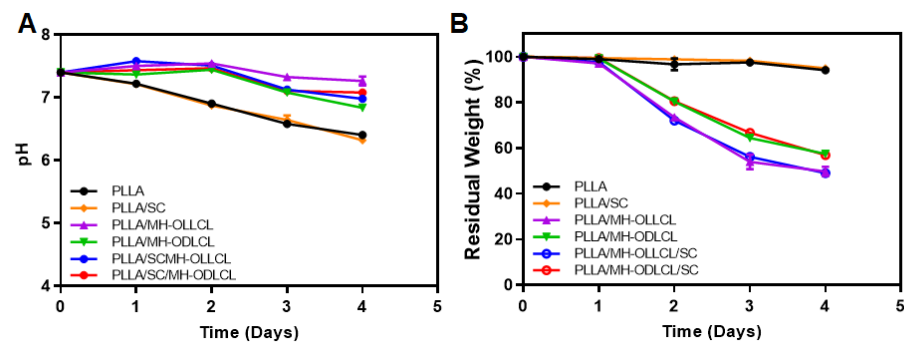 A
8
7
6
5
4
pH
0
1
2
3
4
5
Time (Days)
PLLA
PLLA/SC
PLLA/MH-OLLCL
PLLA/MH-ODLCL
PLLA/SCMH-OLLCL
PLLA/SC/MH-ODLCL
B
100
80
60
40
20
0
Residual Weight (%)
0
1
2
3
4
5
Time (Days)
PLLA
PLLA/SC
PLLA/MH-OLLCL
PLLA/MH-ODLCL
PLLA/MH-OLLCL/SC
PLLA/MH-ODLCL/SC